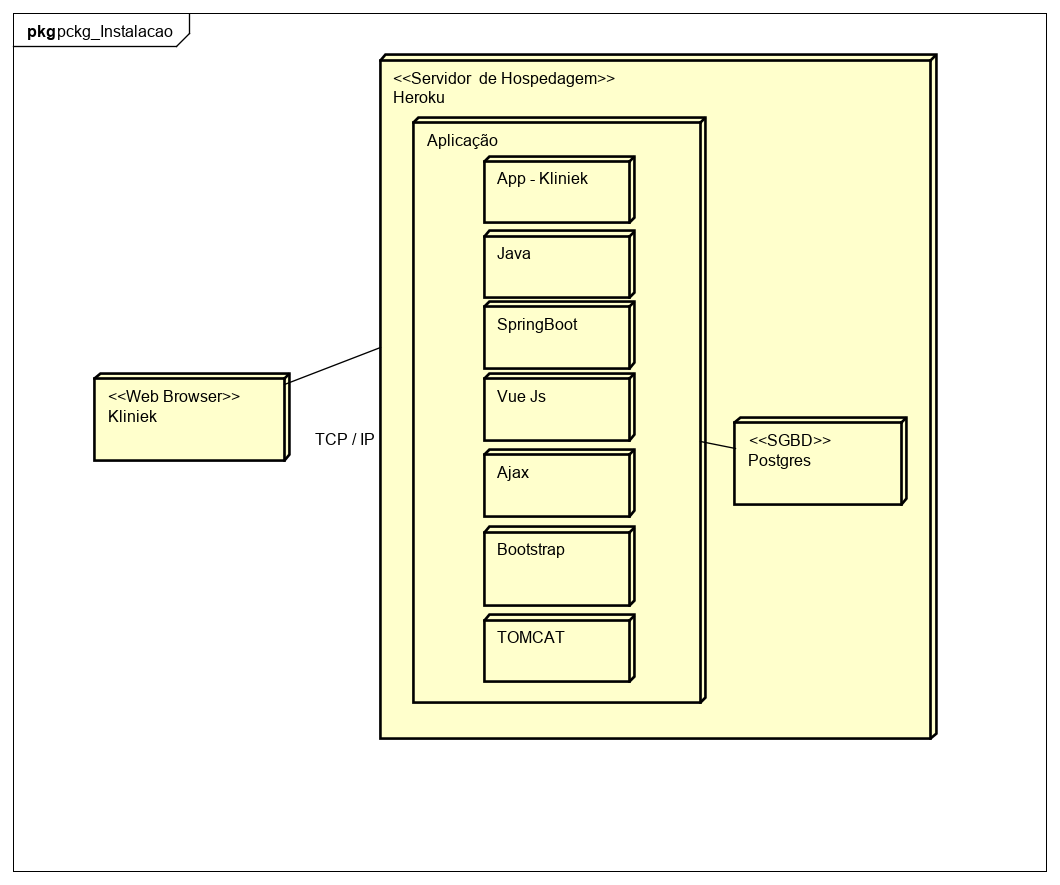 pkg pckg_Instalacao
<<Servidor de Hospedagem>>
Heroku
Aplicação
App - Kliniek
Java
SpringBoot
<<Web Browser>>
Kliniek
Vue Js
TCP / IP
<<SGBD>>
Postgres
Ajax
Bootstrap
TOMCAT